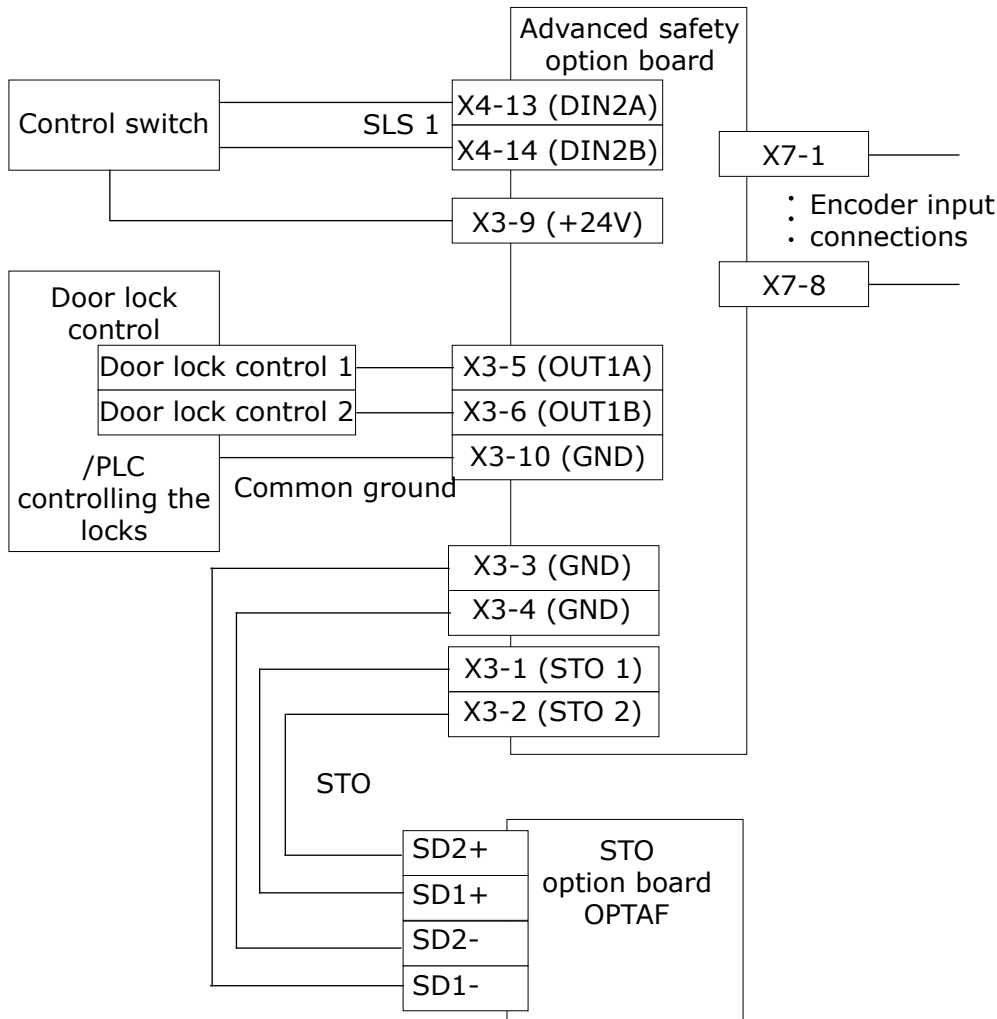 Advanced safety
option board
Control switch
SLS 1
X4-13 (DIN2A)
X4-14 (DIN2B)
X3-9 (+24V)
X7-1
Encoder input
connections
X7-8
Door lock
control
Door lock control 1
Door lock control 2
/PLC
controlling the
locks
X3-5 (OUT1A)
X3-6 (OUT1B)
X3-10 (GND)
Common ground
X3-3 (GND)
X3-4 (GND)
X3-1 (STO 1)
X3-2 (STO 2)
STO
SD2+
SD1+
SD2-
SD1-
STO
option board
OPTAF